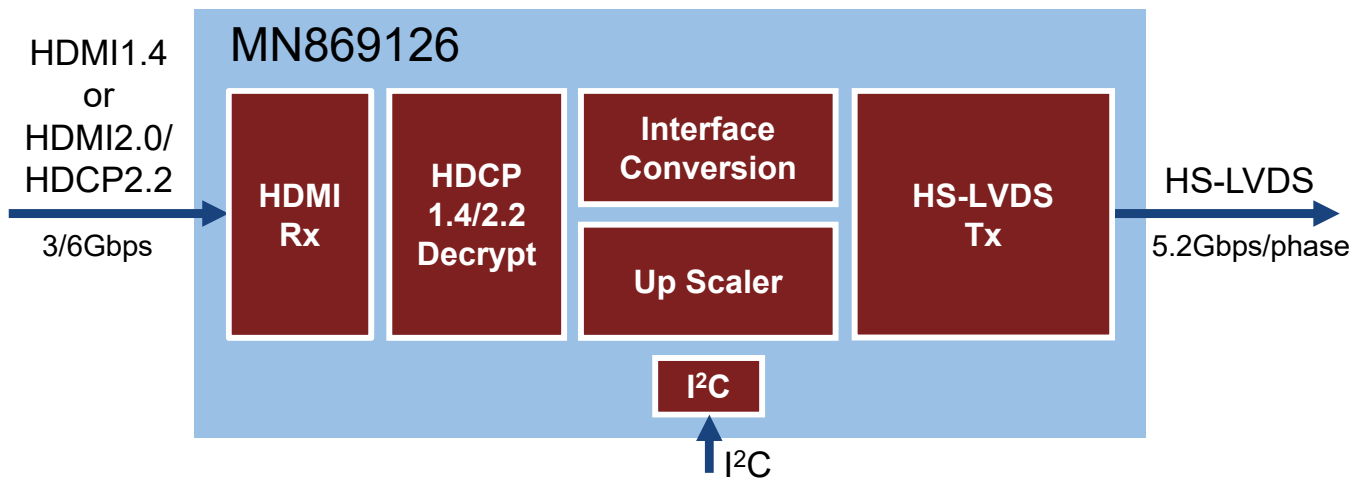 HDMI1.4
or
HDMI2.0/
HDCP2.2
3/6Gbps
MN869126
HDMI
Rx
HDCP
1.4/2.2
Decrypt
Interface
Conversion
Up Scaler
HS-LVDS
Tx
I²C
I²C
HS-LVDS
5.2Gbps/phase